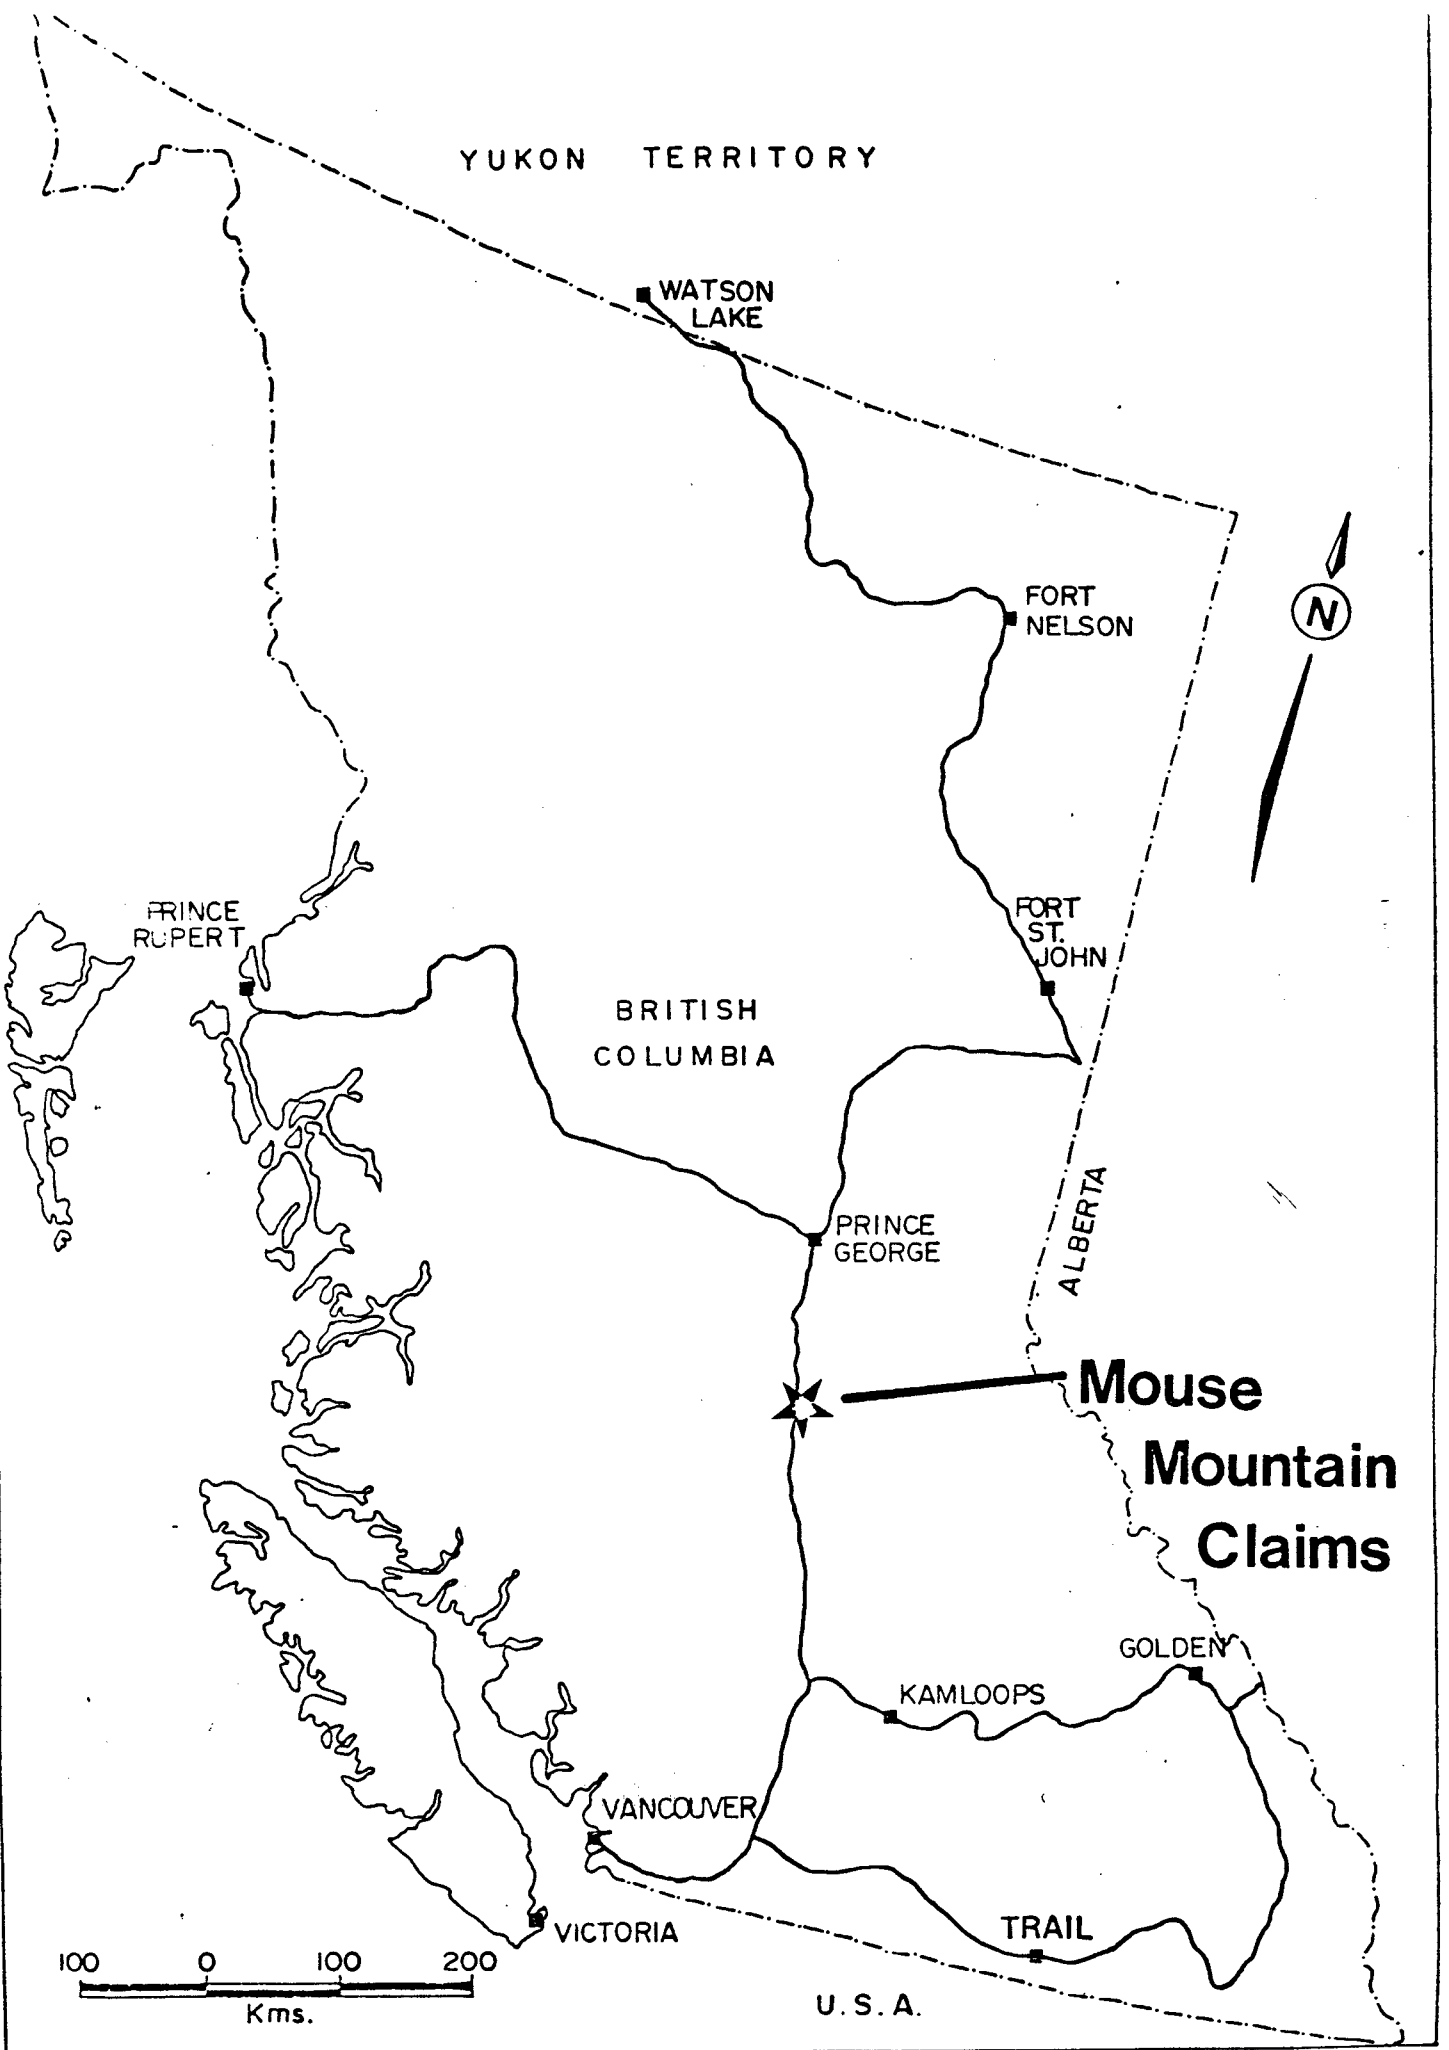 YUKON TERRITORY
WATSON
LAKE
FORT
NELSON
N
FORT
ST.
JOHN
PRINCE
RUPERT
BRITISH
COLUMBIA
PRINCE
GEORGE
ALBERTA
Mouse
Mountain
Claims
GOLDEN
KAMLOOPS
VANCOUVER
TRAIL
VICTORIA
100 0 100 200
Kms.
U.S.A.